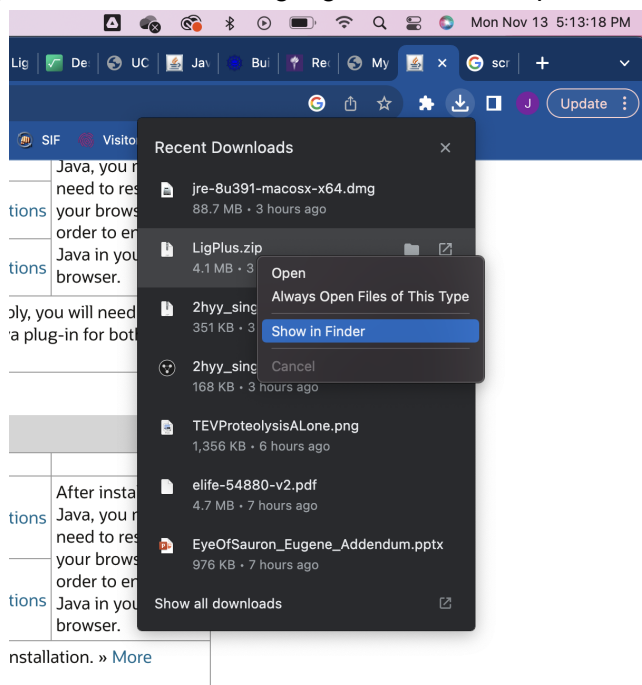 Mon Nov 13 5:13:18 PM
Lig De: UC Jav Bui Re My scr
J Update
SIF Visito
Recent Downloads
jre-8u391-macosx-x64.dmg
88.7 MB • 3 hours ago
LigPlus.zip
4.1 MB • 3
Open
Always Open Files of This Type
Show in Finder
Cancel
2hyy_sing
351 KB • 3
2hyy_sing
168 KB • 3 hours ago
TEVProteolysisALone.png
1,356 KB • 6 hours ago
elife-54880-v2.pdf
4.7 MB • 7 hours ago
EyeOfSauron_Eugene_Addendum.pptx
976 KB • 7 hours ago
Show all downloads
Java, you r
need to res
tions your brows
order to en
Java in you
tions browser.
oly, you will need
va plug-in for botl
After insta
tions Java, you r
need to res
your brows
order to en
tions Java in you
browser.
nstallation. » More